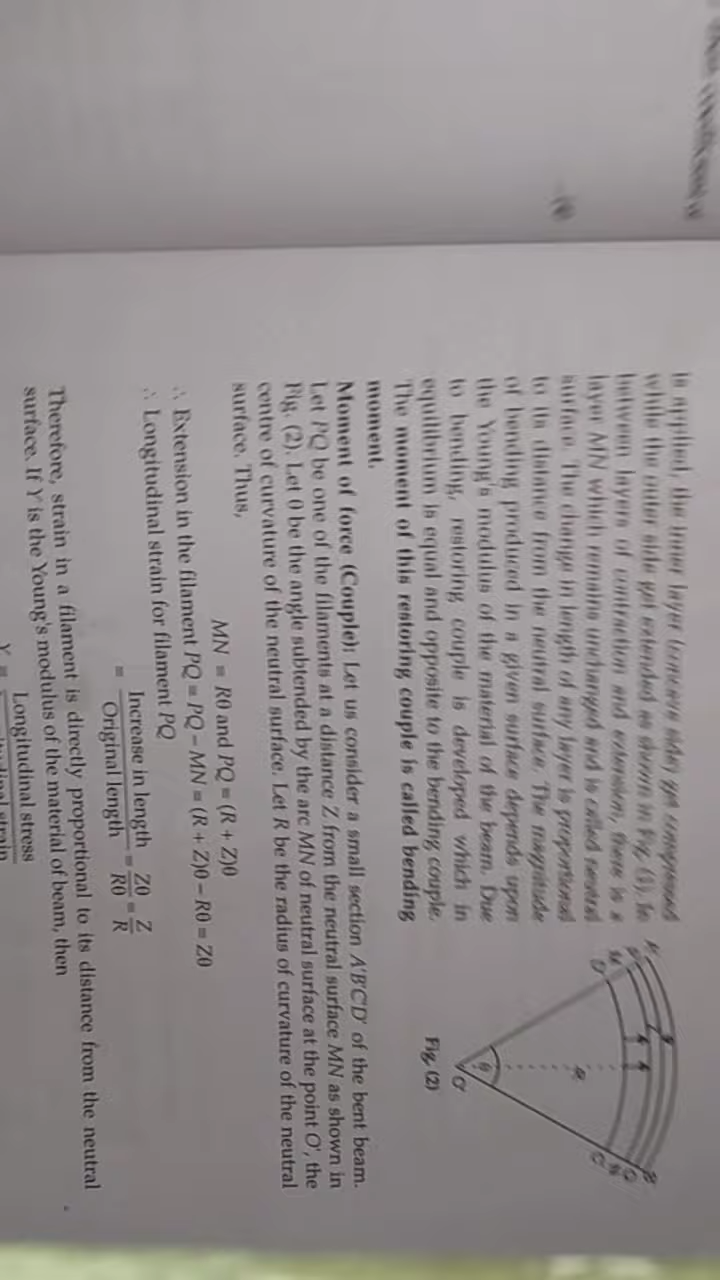 is applied, the inner layer (concave side) get compressed
while the outer side get extended as shown in Fig. (1). In
between layers of contraction and extension, there is a
layer MN which remains unchanged and is called neutral
surface. The change in length of any layer is proportional
to its distance from the neutral surface. The magnitude
of bending produced in a given surface depends upon
the Young's modulus of the material of the beam. Due
to bending, restoring couple is developed which in
equilibrium is equal and opposite to the bending couple.
The moment of this restoring couple is called bending
moment.
Fig. (2)
Moment of force (Couple): Let us consider a small section A'B'C'D' of the bent beam.
Let PQ be one of the filaments at a distance Z from the neutral surface MN as shown in
Fig. (2). Let θ be the angle subtended by the arc MN of neutral surface at the point O', the
centre of curvature of the neutral surface. Let R be the radius of curvature of the neutral
surface. Thus,
MN = Rθ and PQ = (R + Z)θ
∴ Extension in the filament PQ = PQ – MN = (R + Z)θ – Rθ = Zθ
∴ Longitudinal strain for filament PQ
= Increase in length / Original length = Zθ / Rθ = Z / R
Therefore, strain in a filament is directly proportional to its distance from the neutral
surface. If Y is the Young's modulus of the material of beam, then
Y = Longitudinal stress